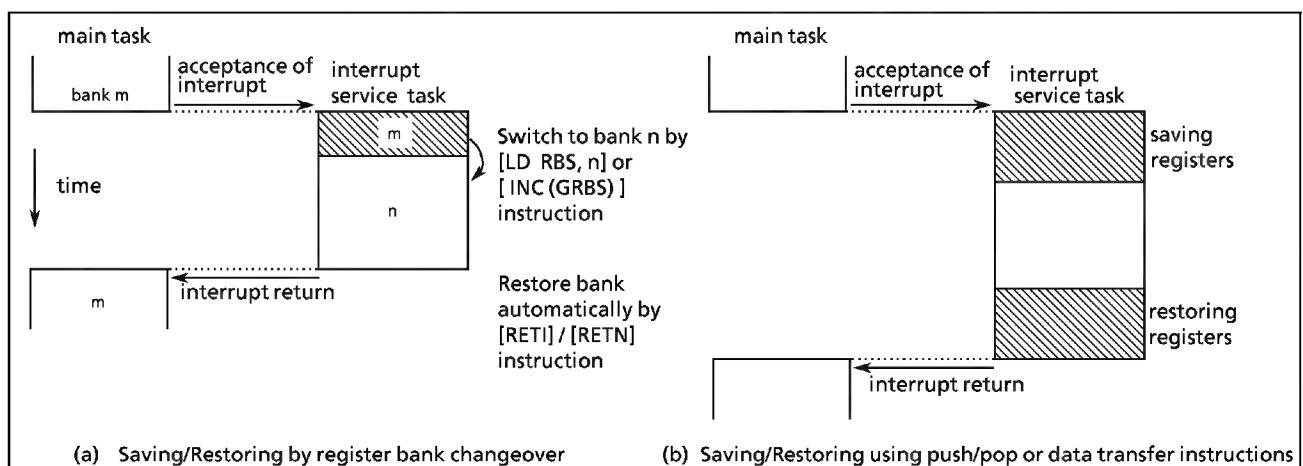 main task
acceptance of
interrupt
interrupt
service task
bank m
m
Switch to bank n by
[LD RBS, n] or
[ INC (GRBS) ]
instruction
time
n
interrupt return
m
Restore bank
automatically by
[RETI] / [RETN]
instruction
(a) Saving/Restoring by register bank changeover
main task
acceptance of
interrupt
interrupt
service task
saving
registers
restoring
registers
interrupt return
(b) Saving/Restoring using push/pop or data transfer instructions